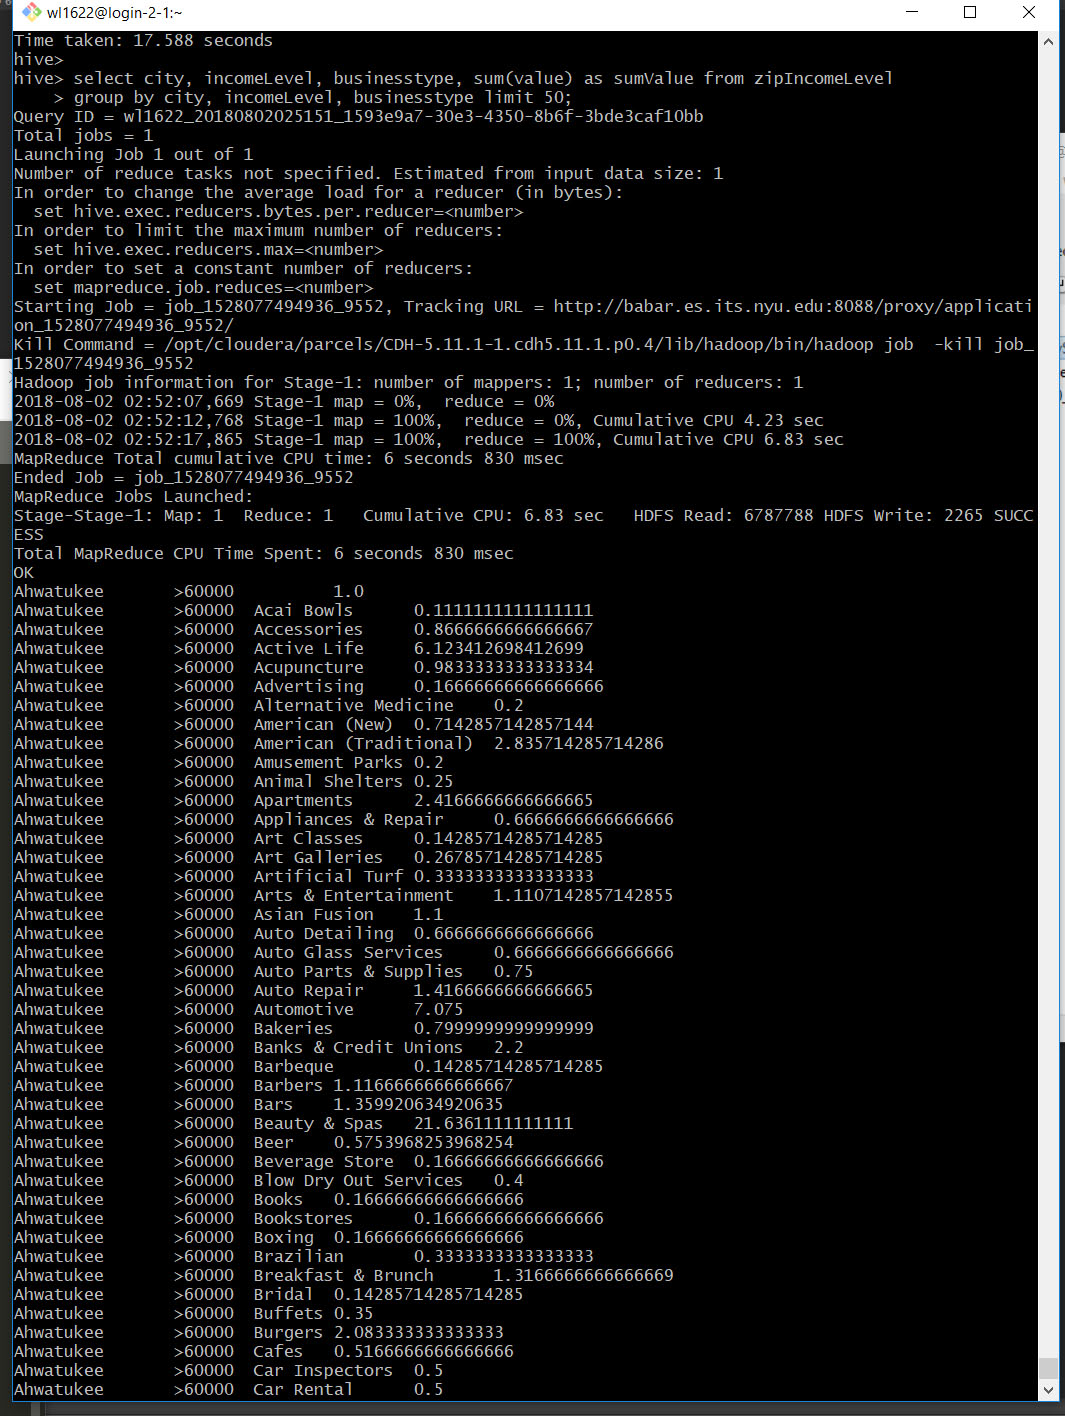 wl1622@login-2-1:~
Time taken: 17.588 seconds
hive>
hive> select city, incomeLevel, businesstype, sum(value) as sumValue from zipIncomeLevel
    > group by city, incomeLevel, businesstype limit 50;
Query ID = wl1622_20180802025151_1593e9a7-30e3-4350-8b6f-3bde3caf10bb
Total jobs = 1
Launching Job 1 out of 1
Number of reduce tasks not specified. Estimated from input data size: 1
In order to change the average load for a reducer (in bytes):
  set hive.exec.reducers.bytes.per.reducer=<number>
In order to limit the maximum number of reducers:
  set hive.exec.reducers.max=<number>
In order to set a constant number of reducers:
  set mapreduce.job.reduces=<number>
Starting Job = job_1528077494936_9552, Tracking URL = http://babar.es.its.nyu.edu:8088/proxy/applicati
on_1528077494936_9552/
Kill Command = /opt/cloudera/parcels/CDH-5.11.1-1.cdh5.11.1.p0.4/lib/hadoop/bin/hadoop job  -kill job_
1528077494936_9552
Hadoop job information for Stage-1: number of mappers: 1; number of reducers: 1
2018-08-02 02:52:07,669 Stage-1 map = 0%,  reduce = 0%
2018-08-02 02:52:12,768 Stage-1 map = 100%,  reduce = 0%, Cumulative CPU 4.23 sec
2018-08-02 02:52:17,865 Stage-1 map = 100%,  reduce = 100%, Cumulative CPU 6.83 sec
MapReduce Total cumulative CPU time: 6 seconds 830 msec
Ended Job = job_1528077494936_9552
MapReduce Jobs Launched:
Stage-Stage-1: Map: 1  Reduce: 1   Cumulative CPU: 6.83 sec   HDFS Read: 6787788 HDFS Write: 2265 SUCC
ESS
Total MapReduce CPU Time Spent: 6 seconds 830 msec
OK
Ahwatukee       >60000          1.0
Ahwatukee       >60000  Acai Bowls      0.1111111111111111
Ahwatukee       >60000  Accessories     0.8666666666666667
Ahwatukee       >60000  Active Life     6.123412698412699
Ahwatukee       >60000  Acupuncture     0.9833333333333334
Ahwatukee       >60000  Advertising     0.16666666666666666
Ahwatukee       >60000  Alternative Medicine    0.2
Ahwatukee       >60000  American (New)  0.7142857142857144
Ahwatukee       >60000  American (Traditional)  2.835714285714286
Ahwatukee       >60000  Amusement Parks 0.2
Ahwatukee       >60000  Animal Shelters 0.25
Ahwatukee       >60000  Apartments      2.4166666666666665
Ahwatukee       >60000  Appliances & Repair     0.6666666666666666
Ahwatukee       >60000  Art Classes     0.14285714285714285
Ahwatukee       >60000  Art Galleries   0.26785714285714285
Ahwatukee       >60000  Artificial Turf 0.3333333333333333
Ahwatukee       >60000  Arts & Entertainment    1.1107142857142855
Ahwatukee       >60000  Asian Fusion    1.1
Ahwatukee       >60000  Auto Detailing  0.6666666666666666
Ahwatukee       >60000  Auto Glass Services     0.6666666666666666
Ahwatukee       >60000  Auto Parts & Supplies   0.75
Ahwatukee       >60000  Auto Repair     1.4166666666666665
Ahwatukee       >60000  Automotive      7.075
Ahwatukee       >60000  Bakeries        0.7999999999999999
Ahwatukee       >60000  Banks & Credit Unions   2.2
Ahwatukee       >60000  Barbeque        0.14285714285714285
Ahwatukee       >60000  Barbers 1.1166666666666667
Ahwatukee       >60000  Bars    1.359920634920635
Ahwatukee       >60000  Beauty & Spas   21.6361111111111
Ahwatukee       >60000  Beer    0.5753968253968254
Ahwatukee       >60000  Beverage Store  0.16666666666666666
Ahwatukee       >60000  Blow Dry Out Services   0.4
Ahwatukee       >60000  Books   0.16666666666666666
Ahwatukee       >60000  Bookstores      0.16666666666666666
Ahwatukee       >60000  Boxing  0.16666666666666666
Ahwatukee       >60000  Brazilian       0.3333333333333333
Ahwatukee       >60000  Breakfast & Brunch      1.3166666666666669
Ahwatukee       >60000  Bridal  0.14285714285714285
Ahwatukee       >60000  Buffets 0.35
Ahwatukee       >60000  Burgers 2.083333333333333
Ahwatukee       >60000  Cafes   0.5166666666666666
Ahwatukee       >60000  Car Inspectors  0.5
Ahwatukee       >60000  Car Rental      0.5